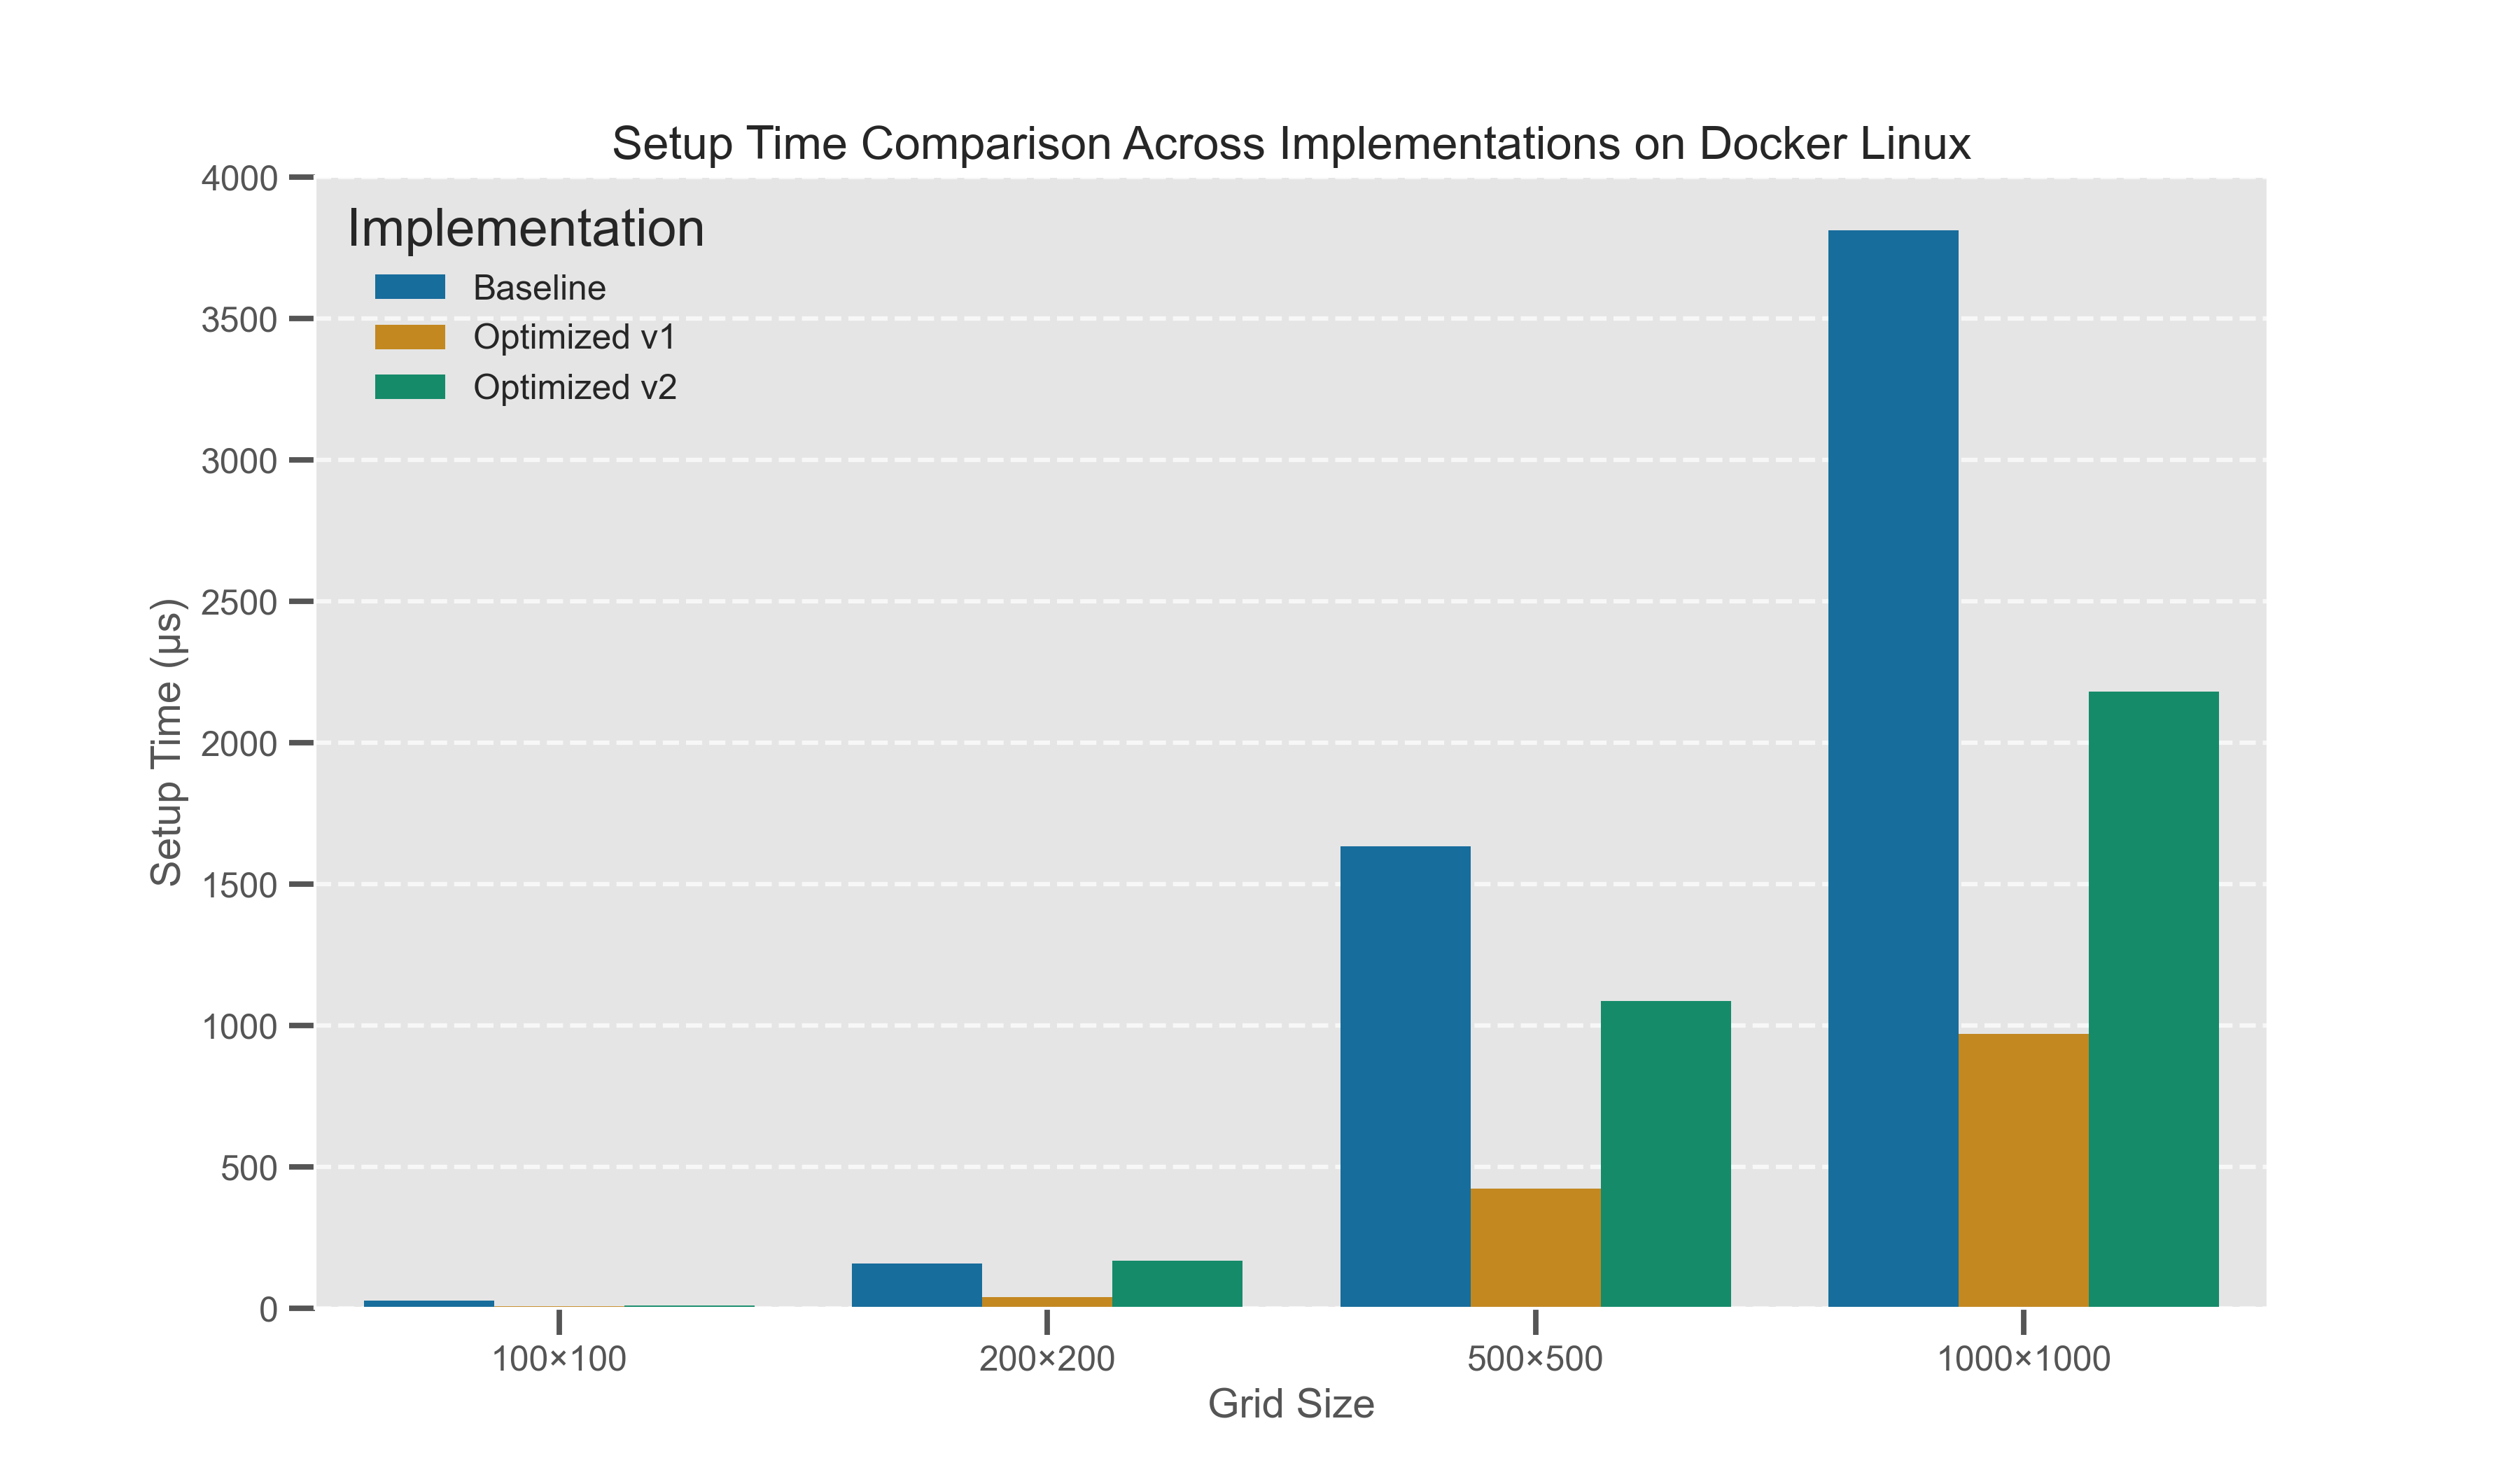 Setup Time Comparison Across Implementations on Docker Linux
Implementation
Baseline
Optimized v1
Optimized v2
Setup Time (µs)
4000
3500
3000
2500
2000
1500
1000
500
0
100×100
200×200
500×500
1000×1000
Grid Size